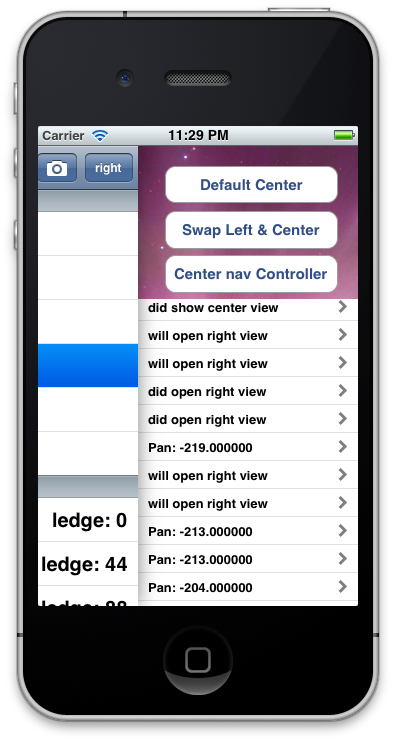 Carrier 11:29 PM
right
Default Center
Swap Left & Center
Center nav Controller
did show center view
will open right view
will open right view
did open right view
did open right view
Pan: -219.000000
will open right view
will open right view
Pan: -213.000000
Pan: -213.000000
Pan: -204.000000
ledge: 0
ledge: 44
ledge: 98